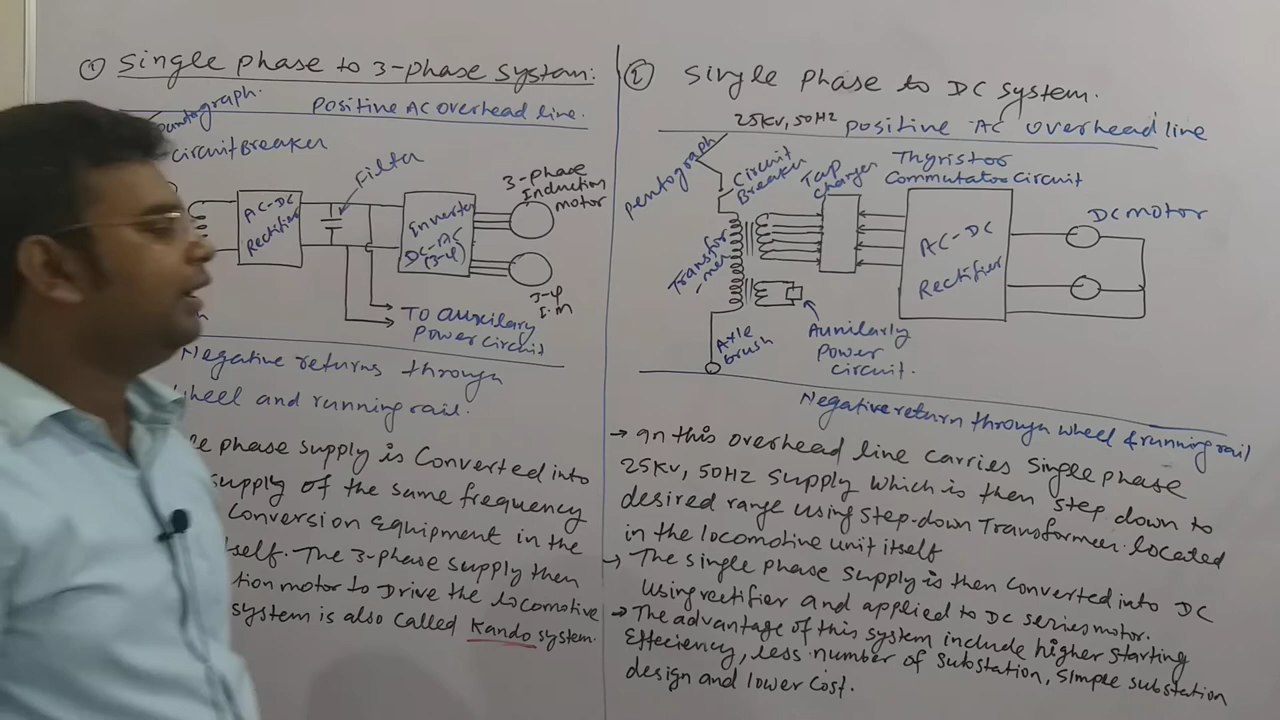 ① Single phase to 3-phase system:
pantograph.
Positive AC overhead line.
Circuit Breaker
Filter
AC-DC
Rectifier
Inverter
DC-AC
(3-φ)
3-phase
Induction
motor
3-φ
I.M
To auxilary
Power circuit
Negative returns through
wheel and running rail.
phase supply is Converted into
supply of the same frequency
Conversion equipment in the
itself. The 3-phase supply then
motor to Drive the locomotive
system is also called Kando system.
② Single phase to DC system.
25KV, 50HZ positive AC overhead line
pentograph
Circuit
Breaker
Tap
changer
Thyristor
Commutator Circuit
Transfor
-mer
AC-DC
Rectifier
DC motor
Axle
brush
Aunilarly
power
circuit.
Negative return through wheel & running rail
→ In this overhead line carries single phase
25KV, 50HZ supply which is then step down to
desired range using step-down Transformer located
in the locomotive unit itself
→ The single phase supply is then converted into DC
using rectifier and applied to DC series motor.
→ The advantage of this system include higher starting
Effeciency, less number of substation, simple substation
design and lower cost.